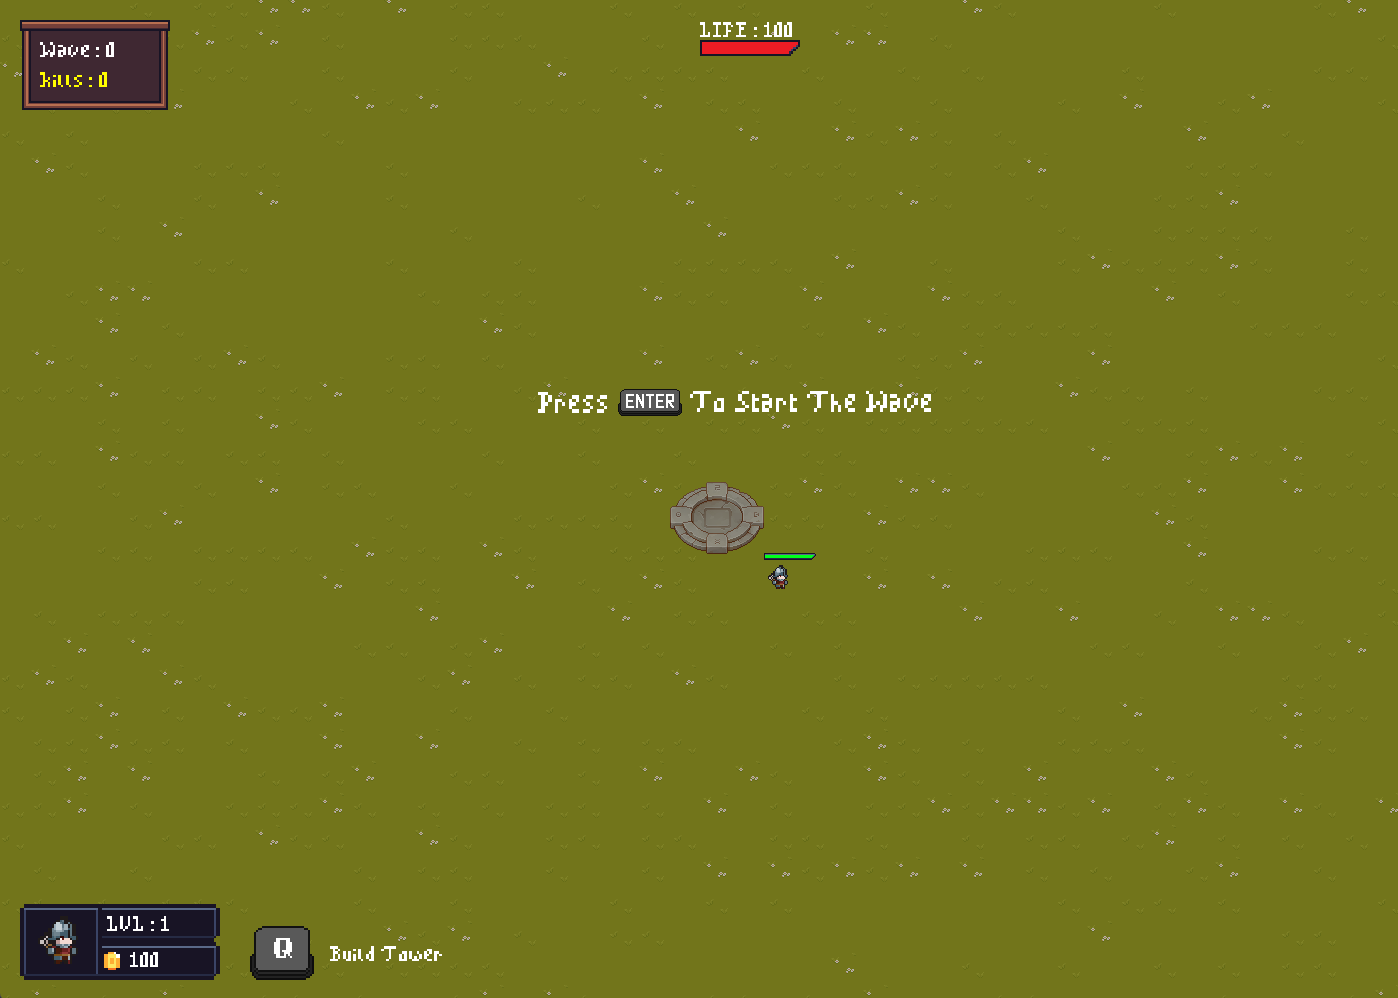 Wave:0
kills:0
LIFE:100
Press ENTER To Start The Wave
LVL:1
100
Q Build Tower